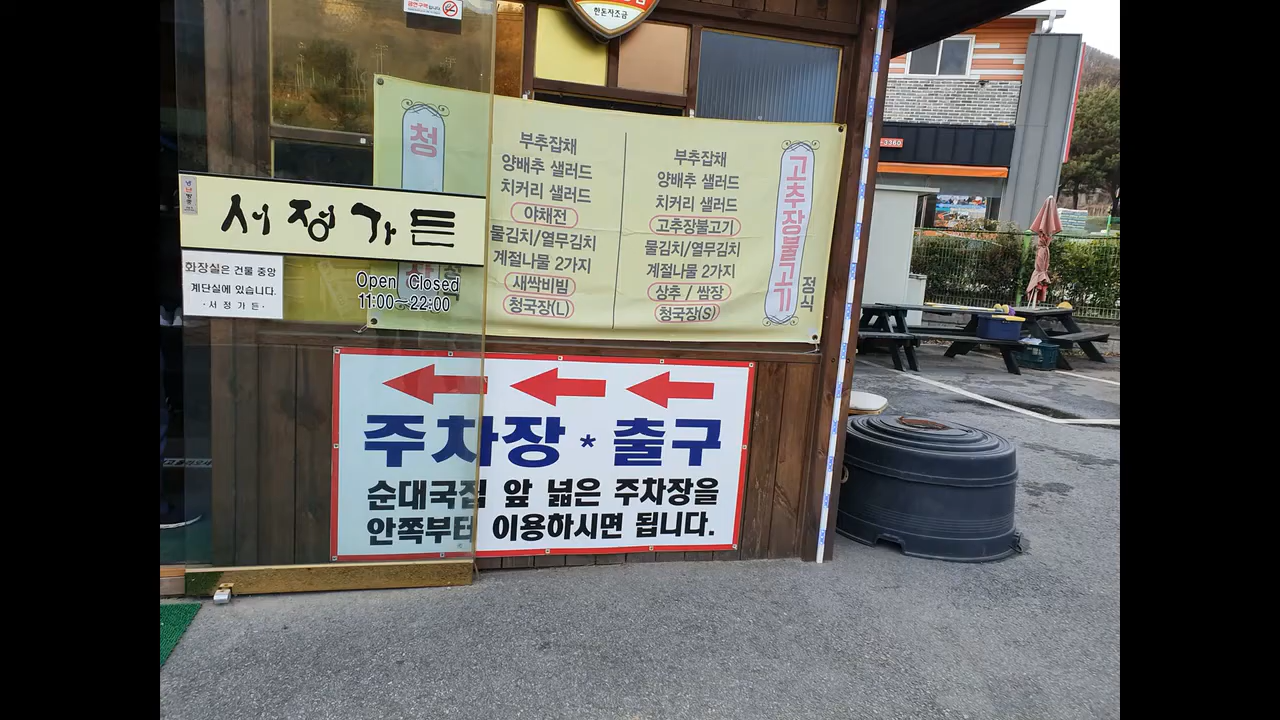 한돈자조금
청
부추잡채
양배추 샐러드
치커리 샐러드
야채전
물김치/열무김치
계절나물 2가지
새싹비빔
청국장(L)
부추잡채
양배추 샐러드
치커리 샐러드
고추장불고기
물김치/열무김치
계절나물 2가지
상추 / 쌈장
청국장(S)
고추장불고기
정식
서정가든
화장실은 건물 중앙
계단실에 있습니다.
·서정가든·
Open Closed
11:00~22:00
주차장 * 출구
순대국집 앞 넓은 주차장을
안쪽부터 이용하시면 됩니다.
-3360